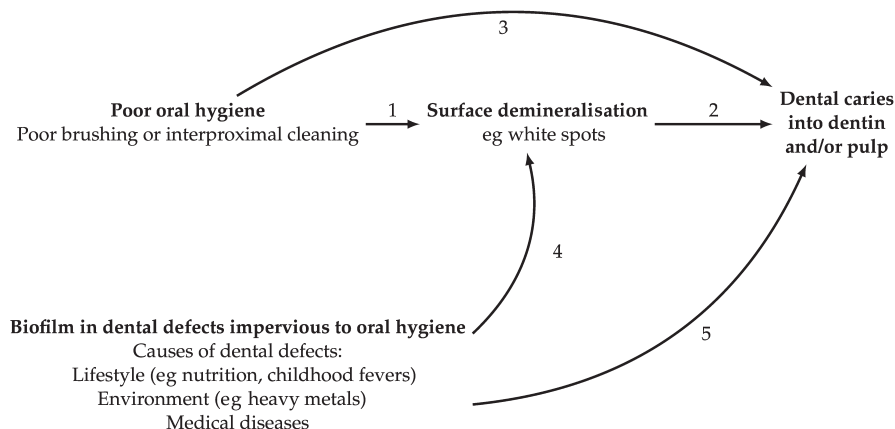 3
Poor oral hygiene
Poor brushing or interproximal cleaning
1
Surface demineralisation
eg white spots
2
Dental caries
into dentin
and/or pulp
4
Biofilm in dental defects impervious to oral hygiene
Causes of dental defects:
Lifestyle (eg nutrition, childhood fevers)
Environment (eg heavy metals)
Medical diseases
5